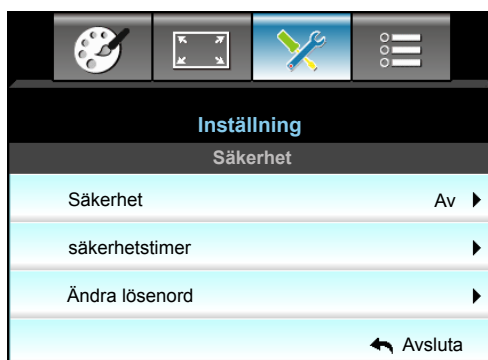 Inställning
Säkerhet
Säkerhet Av
säkerhetstimer
Ändra lösenord
Avsluta